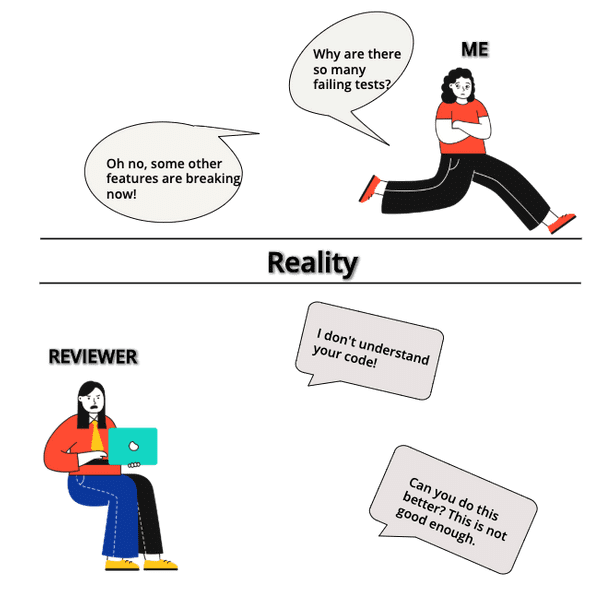 ME
Why are there
so many
failing tests?
Oh no, some other
features are breaking
now!
Reality
REVIEWER
I don't understand
your code!
Can you do this
better? This is not
good enough.